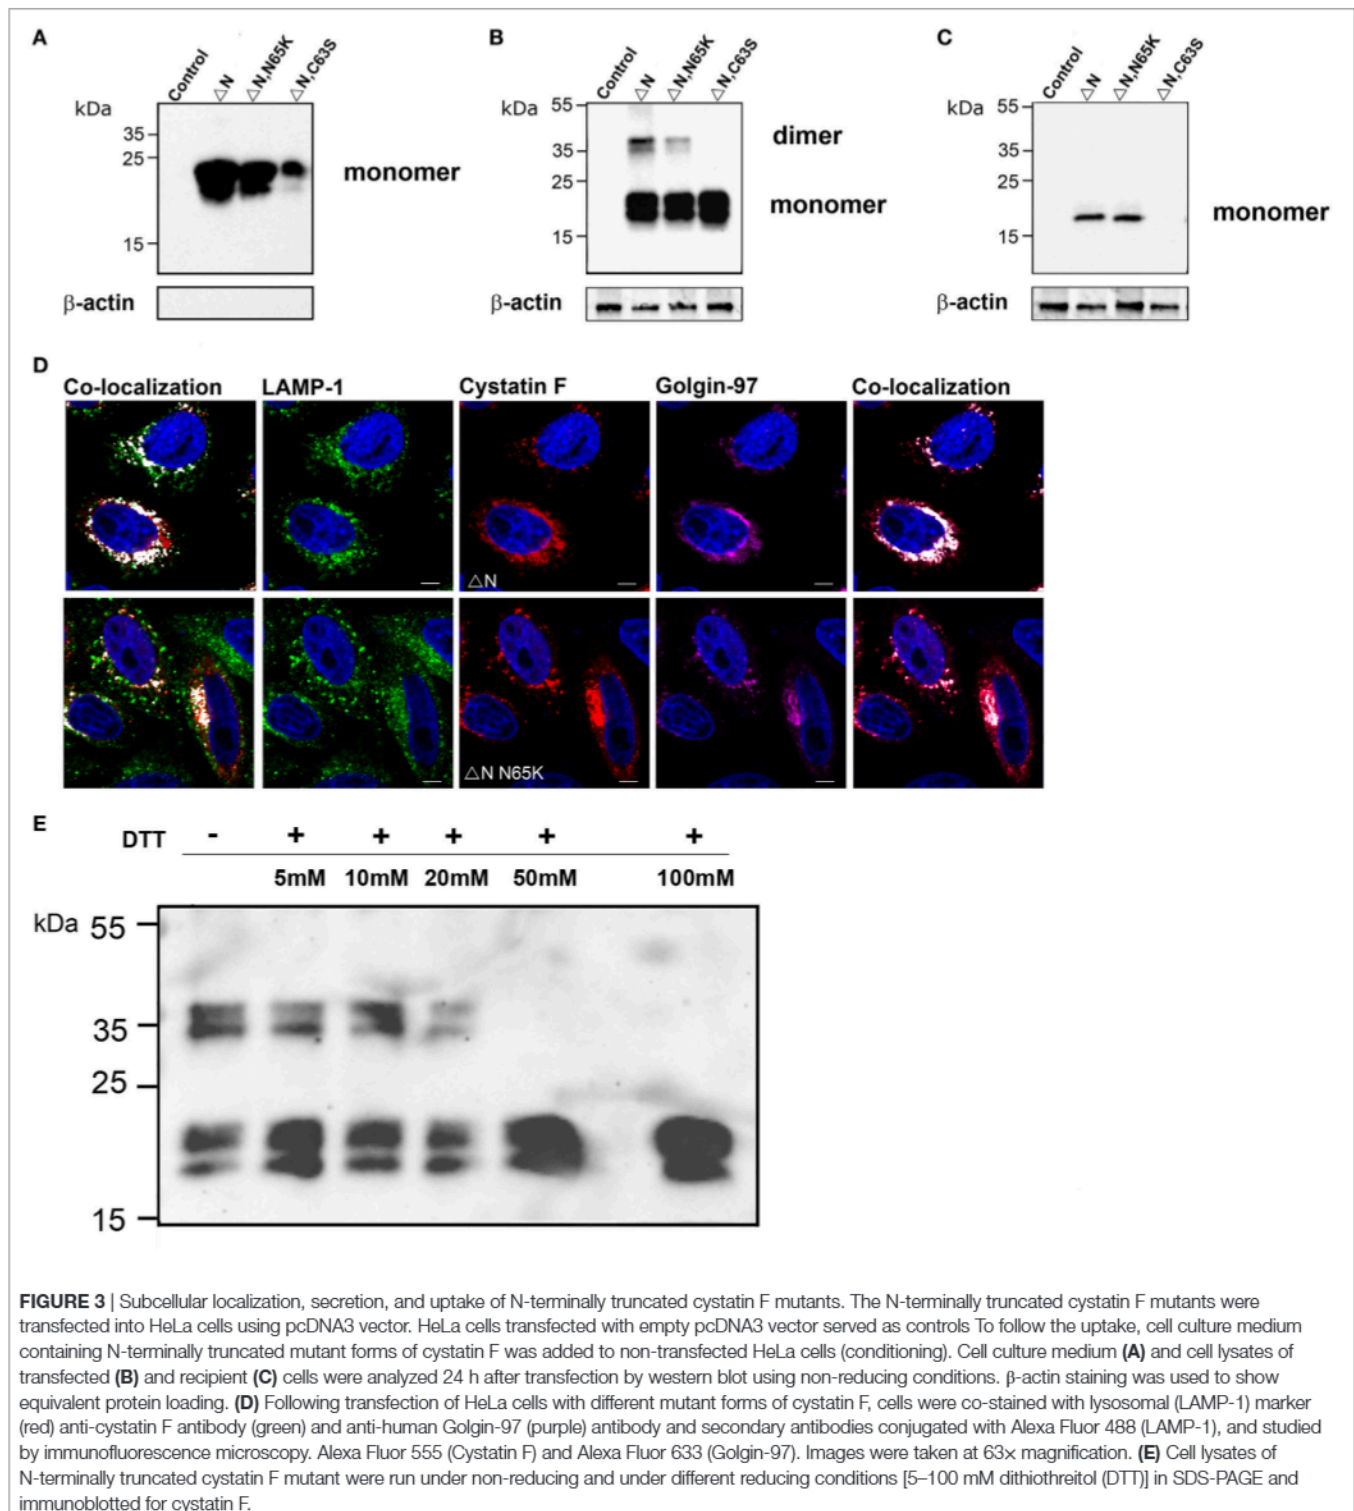 A
Control
△N
△N,N65K
△N,C63S
kDa
35
25
15
monomer
β-actin
B
Control
△N
△N,N65K
△N,C63S
kDa
55
35
25
15
dimer
monomer
β-actin
C
Control
△N
△N,N65K
△N,C63S
kDa
55
35
25
15
monomer
β-actin
D
Co-localization LAMP-1 Cystatin F Golgin-97 Co-localization
△N
△N N65K
E
DTT - + + + + +
5mM 10mM 20mM 50mM 100mM
kDa 55
35
25
15
FIGURE 3 | Subcellular localization, secretion, and uptake of N-terminally truncated cystatin F mutants. The N-terminally truncated cystatin F mutants were
transfected into HeLa cells using pcDNA3 vector. HeLa cells transfected with empty pcDNA3 vector served as controls To follow the uptake, cell culture medium
containing N-terminally truncated mutant forms of cystatin F was added to non-transfected HeLa cells (conditioning). Cell culture medium (A) and cell lysates of
transfected (B) and recipient (C) cells were analyzed 24 h after transfection by western blot using non-reducing conditions. β-actin staining was used to show
equivalent protein loading. (D) Following transfection of HeLa cells with different mutant forms of cystatin F, cells were co-stained with lysosomal (LAMP-1) marker
(red) anti-cystatin F antibody (green) and anti-human Golgin-97 (purple) antibody and secondary antibodies conjugated with Alexa Fluor 488 (LAMP-1), and studied
by immunofluorescence microscopy. Alexa Fluor 555 (Cystatin F) and Alexa Fluor 633 (Golgin-97). Images were taken at 63× magnification. (E) Cell lysates of
N-terminally truncated cystatin F mutant were run under non-reducing and under different reducing conditions [5–100 mM dithiothreitol (DTT)] in SDS-PAGE and
immunoblotted for cystatin F.